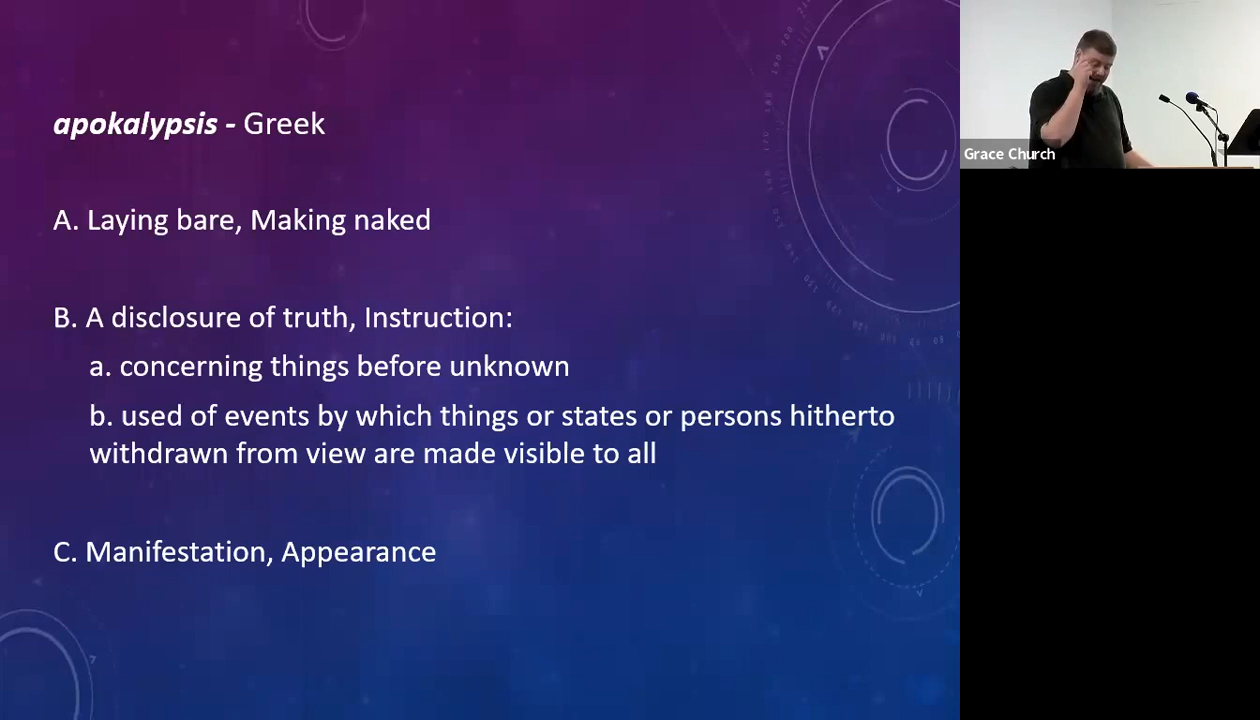 apokalypsis - Greek
A. Laying bare, Making naked
B. A disclosure of truth, Instruction:
a. concerning things before unknown
b. used of events by which things or states or persons hitherto
withdrawn from view are made visible to all
C. Manifestation, Appearance
Grace Church